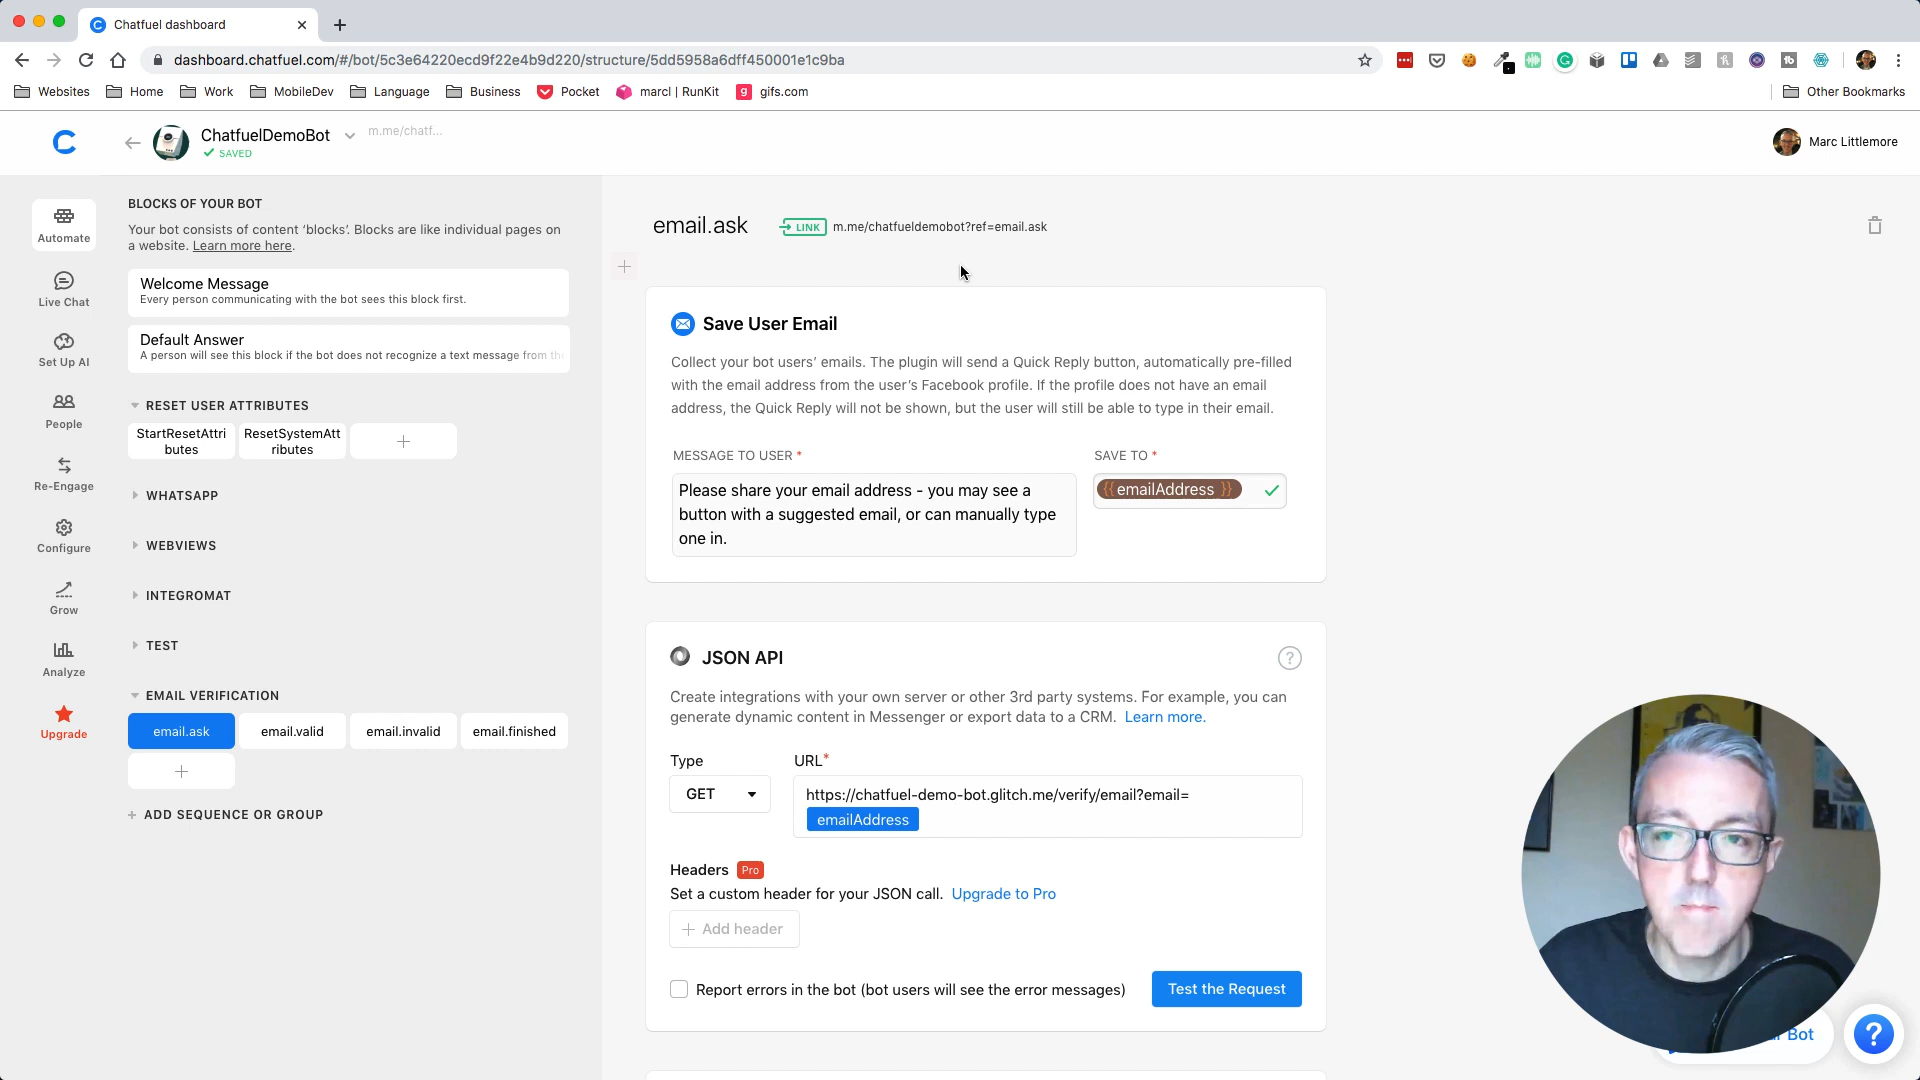 Chatfuel dashboard
dashboard.chatfuel.com/#/bot/5c3e64220ecd9f22e4b9d220/structure/5dd5958a6dff450001e1c9ba
Websites
Home
Work
MobileDev
Language
Business
Pocket
marcl | RunKit
gifs.com
Other Bookmarks
ChatfuelDemoBot
m.me/chatf...
SAVED
Marc Littlemore
Automate
Live Chat
Set Up AI
People
Re-Engage
Configure
Grow
Analyze
Upgrade
BLOCKS OF YOUR BOT
Your bot consists of content ‘blocks’. Blocks are like individual pages on
a website. Learn more here.
Welcome Message
Every person communicating with the bot sees this block first.
Default Answer
A person will see this block if the bot does not recognize a text message from th
RESET USER ATTRIBUTES
StartResetAttri
butes
ResetSystemAtt
ributes
WHATSAPP
WEBVIEWS
INTEGROMAT
TEST
EMAIL VERIFICATION
email.ask
email.valid
email.invalid
email.finished
+ ADD SEQUENCE OR GROUP
email.ask
LINK
m.me/chatfueldemobot?ref=email.ask
Save User Email
Collect your bot users’ emails. The plugin will send a Quick Reply button, automatically pre-filled
with the email address from the user’s Facebook profile. If the profile does not have an email
address, the Quick Reply will not be shown, but the user will still be able to type in their email.
MESSAGE TO USER *
SAVE TO *
Please share your email address - you may see a
button with a suggested email, or can manually type
one in.
{{emailAddress }}
JSON API
?
Create integrations with your own server or other 3rd party systems. For example, you can
generate dynamic content in Messenger or export data to a CRM. Learn more.
Type
URL*
GET
https://chatfuel-demo-bot.glitch.me/verify/email?email=
emailAddress
Headers Pro
Set a custom header for your JSON call. Upgrade to Pro
+ Add header
Report errors in the bot (bot users will see the error messages)
Test the Request
Bot
?